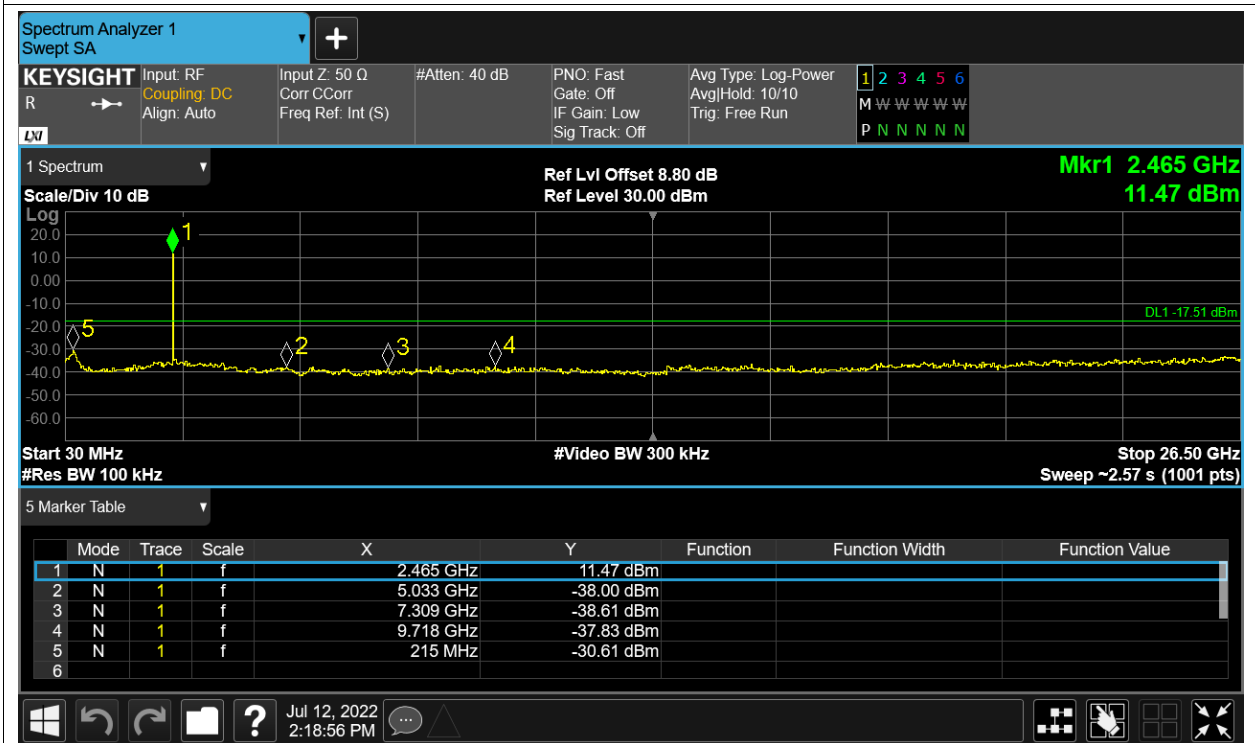 Spectrum Analyzer 1
Swept SA
KEYSIGHT
R
LXI
Input: RF
Coupling: DC
Align: Auto
Input Z: 50 Ω
Corr CCorr
Freq Ref: Int (S)
#Atten: 40 dB
PNO: Fast
Gate: Off
IF Gain: Low
Sig Track: Off
Avg Type: Log-Power
Avg|Hold: 10/10
Trig: Free Run
1 2 3 4 5 6
M W W W W W
P N N N N N
1 Spectrum
Scale/Div 10 dB
Ref Lvl Offset 8.80 dB
Ref Level 30.00 dBm
Mkr1 2.465 GHz
11.47 dBm
Log
20.0
10.0
0.00
-10.0
-20.0
-30.0
-40.0
-50.0
-60.0
1
5
2
3
4
DL1 -17.51 dBm
Start 30 MHz
#Res BW 100 kHz
#Video BW 300 kHz
Stop 26.50 GHz
Sweep ~2.57 s (1001 pts)
5 Marker Table
Mode Trace Scale X Y Function Function Width Function Value
1 N 1 f 2.465 GHz 11.47 dBm
2 N 1 f 5.033 GHz -38.00 dBm
3 N 1 f 7.309 GHz -38.61 dBm
4 N 1 f 9.718 GHz -37.83 dBm
5 N 1 f 215 MHz -30.61 dBm
6
?
Jul 12, 2022
2:18:56 PM